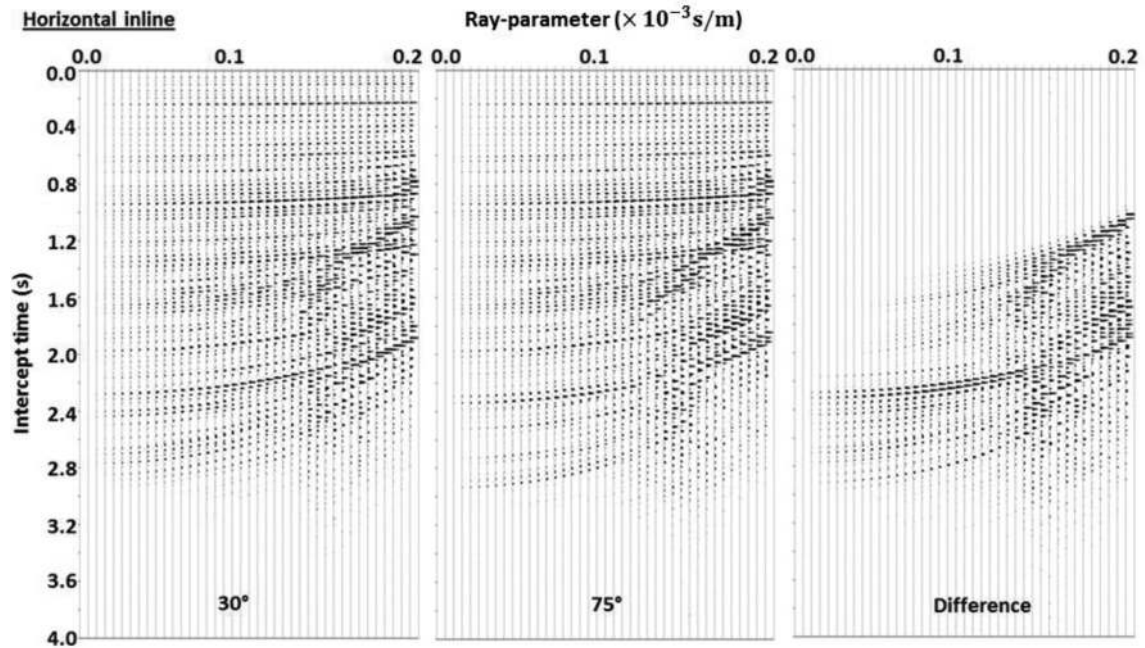 Horizontal inline
Ray-parameter (× 10⁻³s/m)
0.0 0.1 0.2 0.0 0.1 0.2 0.0 0.1 0.2
Intercept time (s)
0.0
0.4
0.8
1.2
1.6
2.0
2.4
2.8
3.2
3.6
4.0
30° 75° Difference